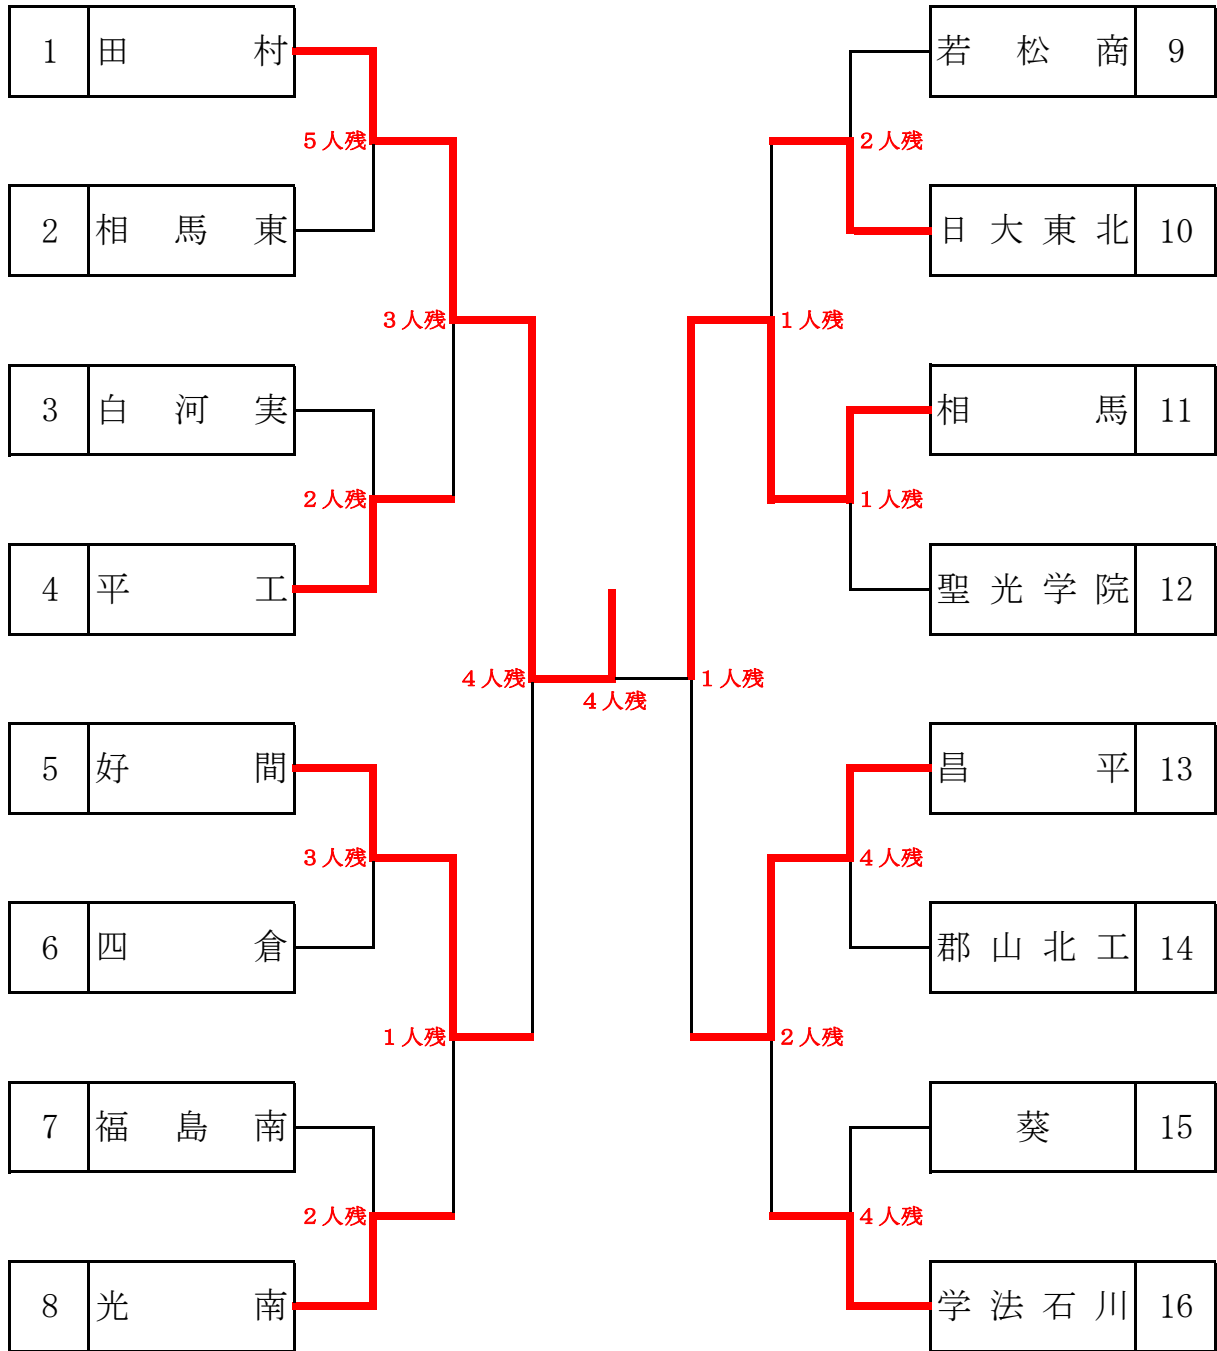 1 田村
若松商 9
5人残
2人残
2 相馬東
日大東北 10
3人残
1人残
3 白河実
相馬 11
2人残
1人残
4 平工
聖光学院 12
4人残
1人残
4人残
5 好間
昌平 13
3人残
4人残
6 四倉
郡山北工 14
1人残
2人残
7 福島南
葵 15
2人残
4人残
8 光南
学法石川 16